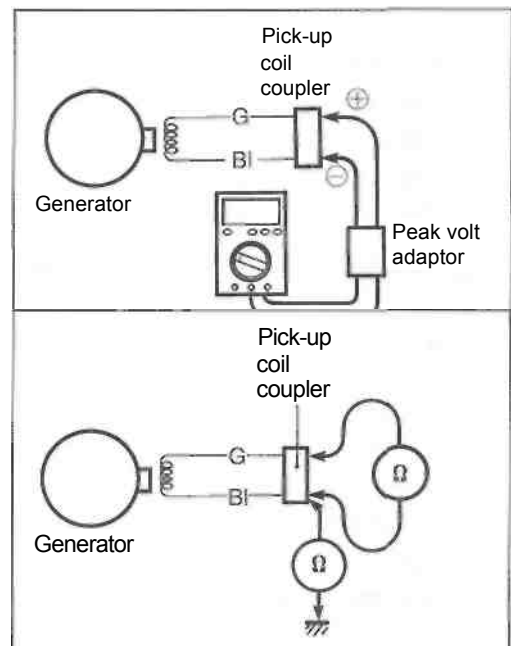 Pick-up
coil
coupler
⊕
G
Bl
⊖
Generator
Peak volt
adaptor
Pick-up
coil
coupler
G
Bl
Ω
Generator
Ω